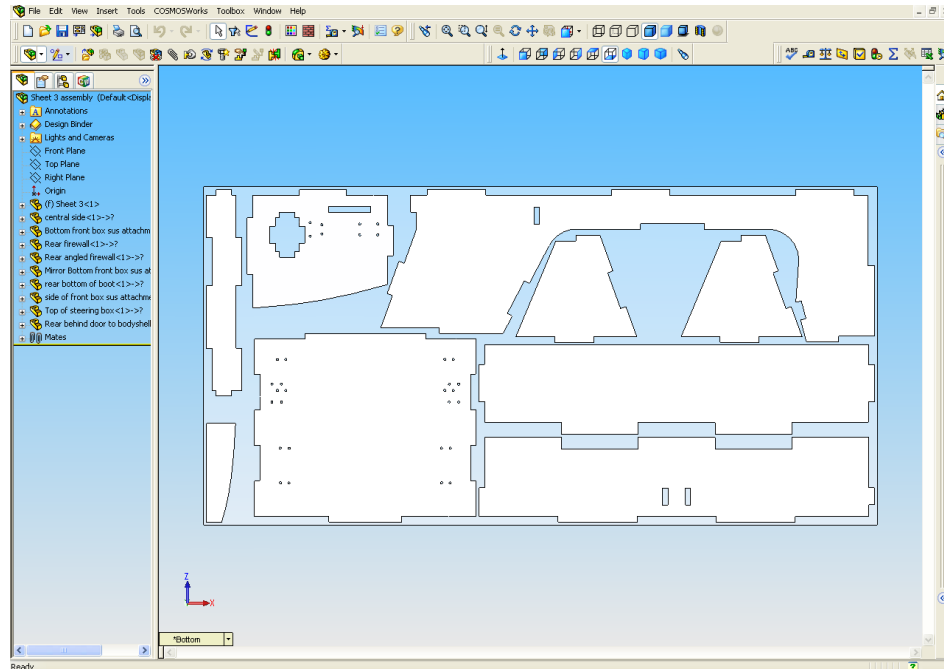 File Edit View Insert Tools COSMOSWorks Toolbox Window Help
Sheet 3 assembly (Default<Displa
Annotations
Design Binder
Lights and Cameras
Front Plane
Top Plane
Right Plane
Origin
(f) Sheet 3<1>
central side<1>->?
Bottom front box sus attachm
Rear firewall<1>->?
Rear angled firewall<1>->?
Mirror Bottom front box sus at
rear bottom of boot<1>->?
side of front box sus attachme
Top of steering box<1>->?
Rear behind door to bodyshell
Mates
Z
X
*Bottom
Ready